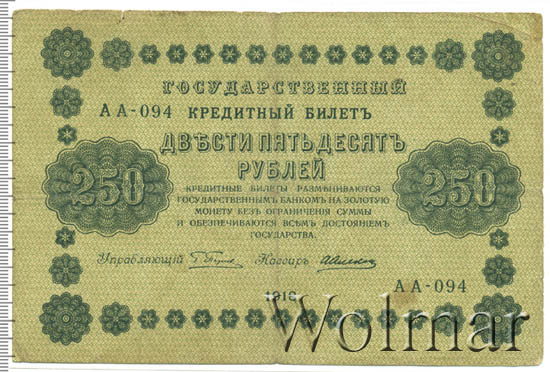 ГОСУДАРСТВЕННЫЙ
АА-094 КРЕДИТНЫЙ БИЛЕТЪ
ДВѢСТИ ПЯТЬДЕСЯТЪ
РУБЛЕЙ
250
250
КРЕДИТНЫЕ БИЛЕТЫ РАЗМѢНИВАЮТСЯ
ГОСУДАРСТВЕННЫМЪ БАНКОМЪ НА ЗОЛОТУЮ
МОНЕТУ БЕЗЪ ОГРАНИЧЕНІЯ СУММЫ
И ОБЕЗПЕЧИВАЮТСЯ ВСѢМЪ ДОСТОЯНІЕМЪ
ГОСУДАРСТВА.
Управляющій
Кассиръ
АА-094
1918
Wolmar